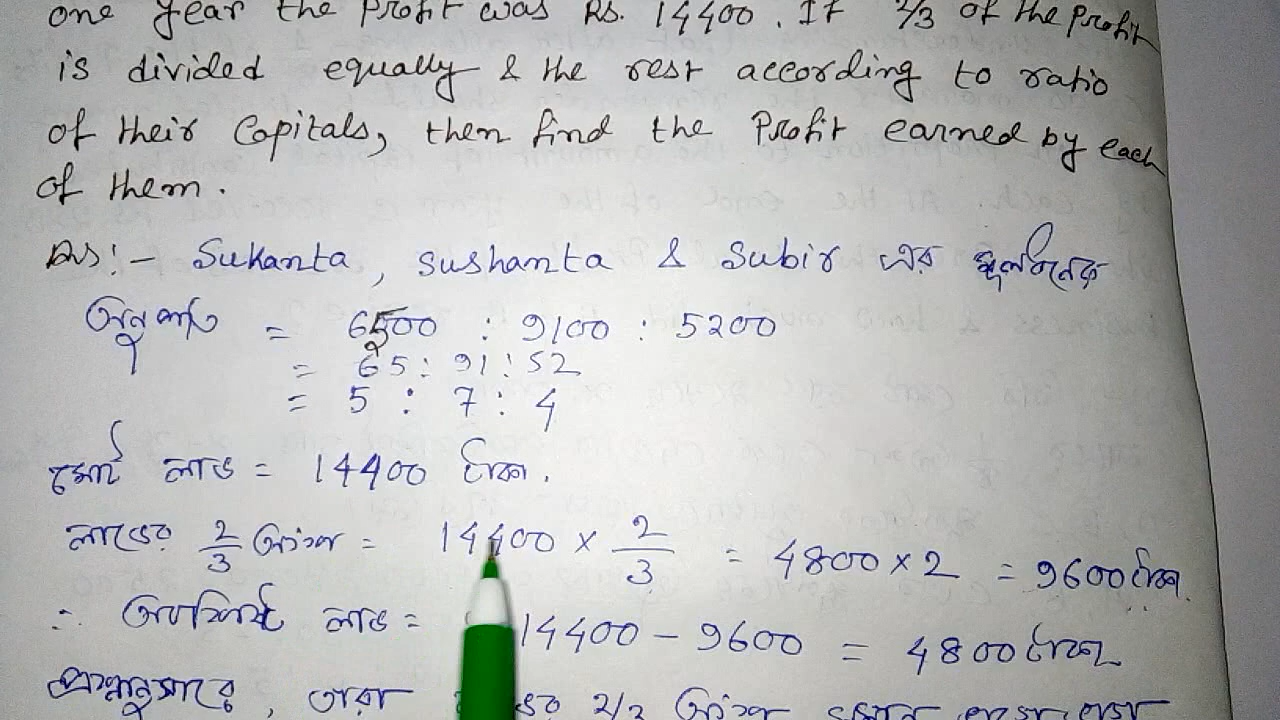 one year the Profit was Rs. 14400. If 2/3 of the Profit
is divided equally & the rest according to ratio
of their Capitals, then find the Profit earned by each
of them.
Ans:- Sukanta, Sushanta & Subir এর মূলধনের
অনুপাত = 6500 : 9100 : 5200
= 65 : 91 : 52
= 5 : 7 : 4
মোট লাভ = 14400 টাকা.
লাভের 2/3 অংশ = 14400 × 2/3 = 4800 × 2 = 9600 টাকা.
∴ অবশিষ্ট লাভ = 14400 - 9600 = 4800 টাকা
প্রশ্নানুসারে, তারা 2/3 অংশ